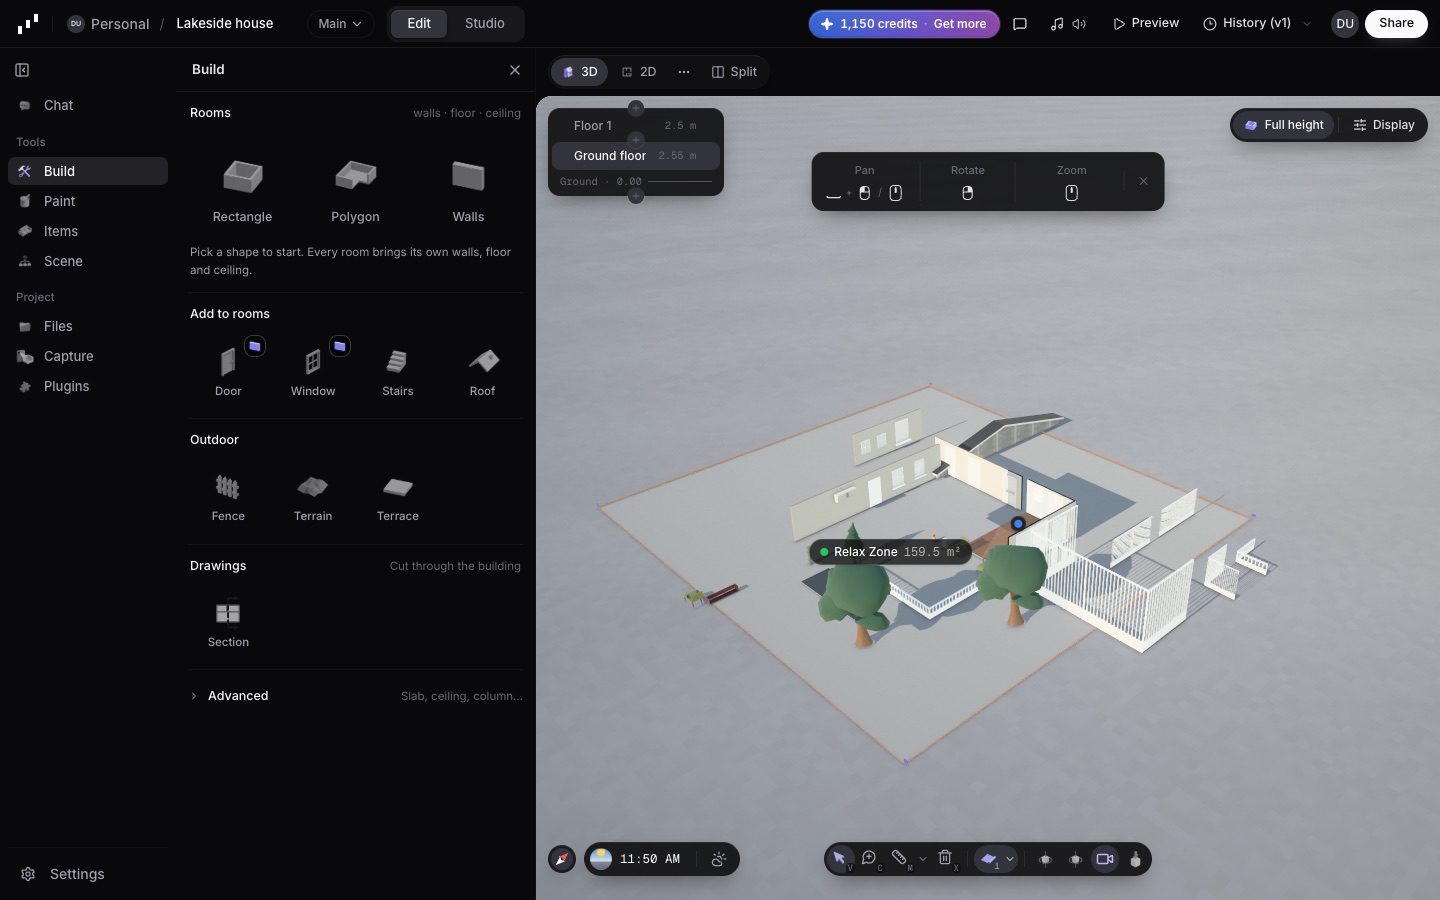 DU Personal / Lakeside house
Main
Edit
Studio
1,150 credits · Get more
Preview
History (v1)
DU
Share
Chat
Tools
Build
Paint
Items
Scene
Project
Files
Capture
Plugins
Settings
Build
Rooms
walls · floor · ceiling
Rectangle
Polygon
Walls
Pick a shape to start. Every room brings its own walls, floor
and ceiling.
Add to rooms
Door
Window
Stairs
Roof
Outdoor
Fence
Terrain
Terrace
Drawings
Cut through the building
Section
Advanced
Slab, ceiling, column...
3D
2D
Split
Floor 1 2.5 m
Ground floor 2.55 m
Ground · 0.00
Full height
Display
Pan
Rotate
Zoom
Relax Zone 159.5 m²
11:50 AM
V
C
M
X
1